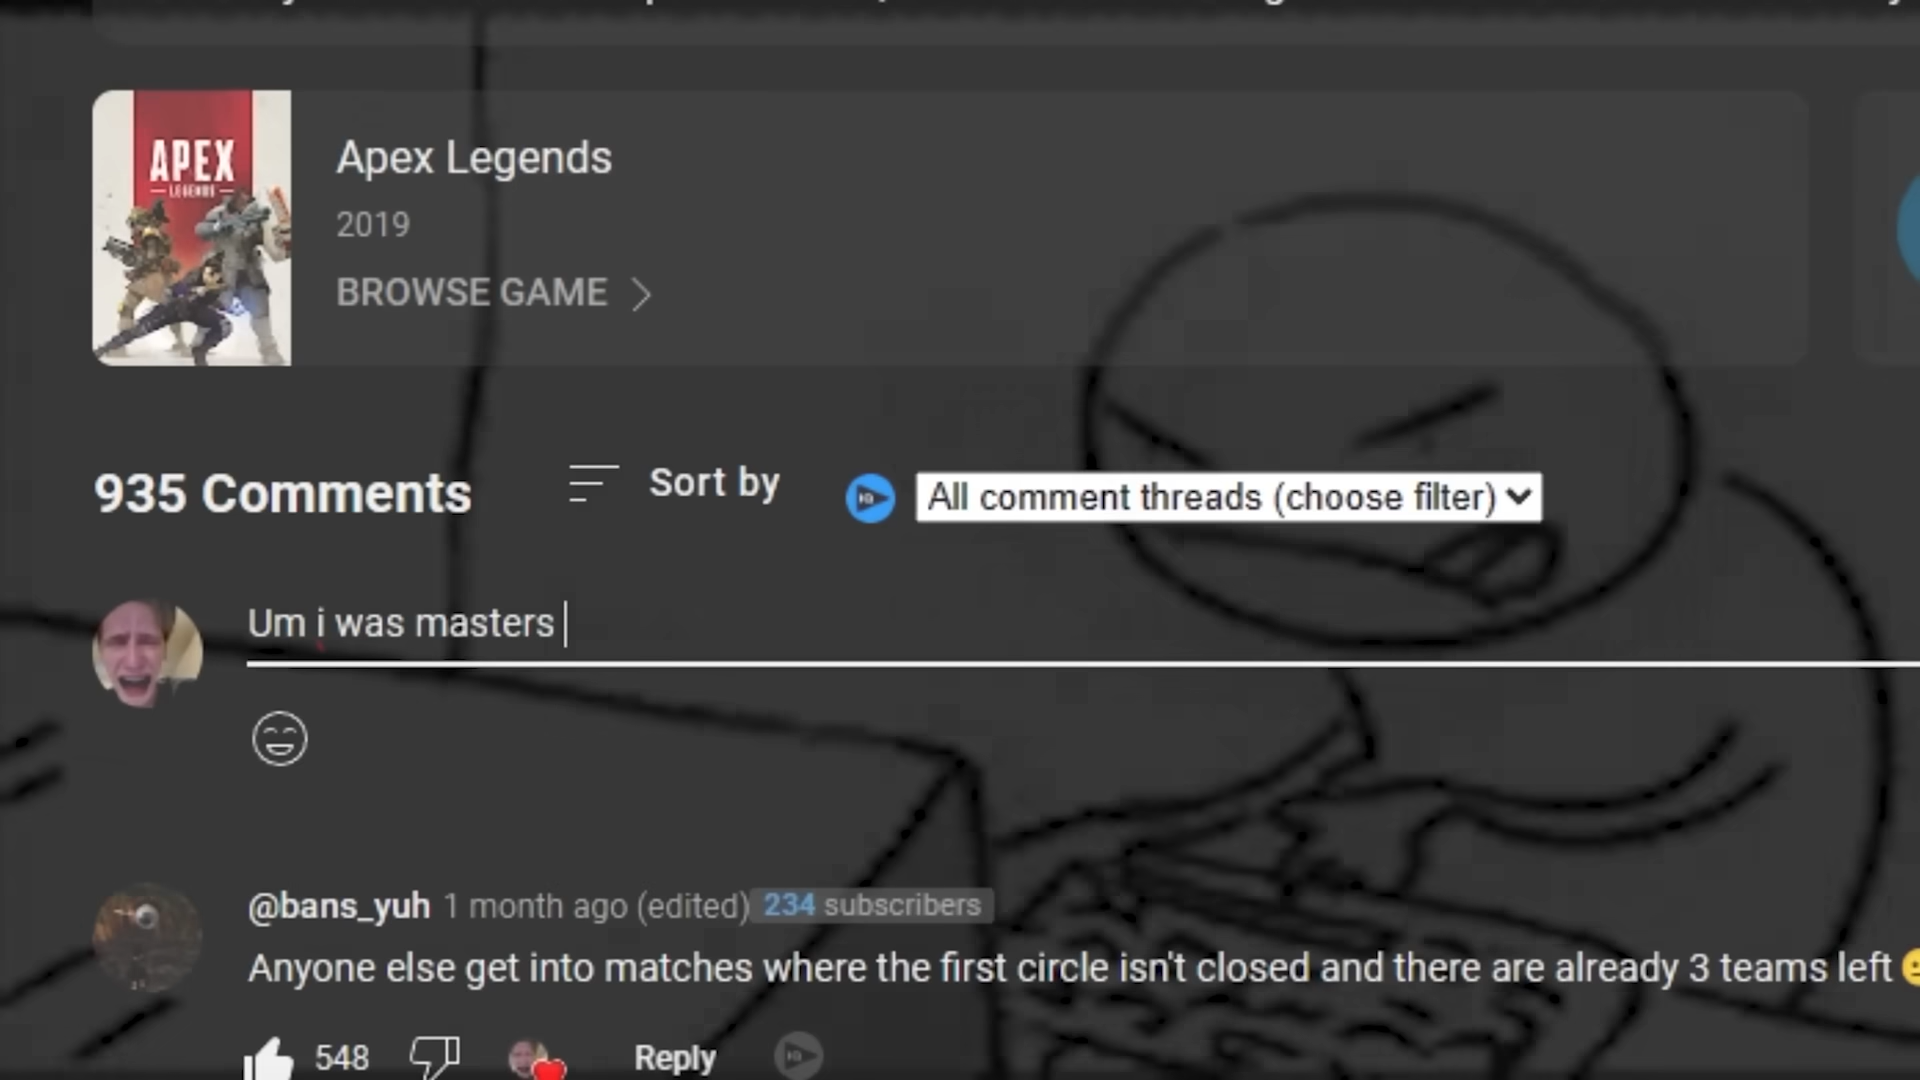 APEX
LEGENDS
Apex Legends
2019
BROWSE GAME
935 Comments
Sort by
All comment threads (choose filter)
Um i was masters
@bans_yuh 1 month ago (edited) 234 subscribers
Anyone else get into matches where the first circle isn't closed and there are already 3 teams left
548
Reply